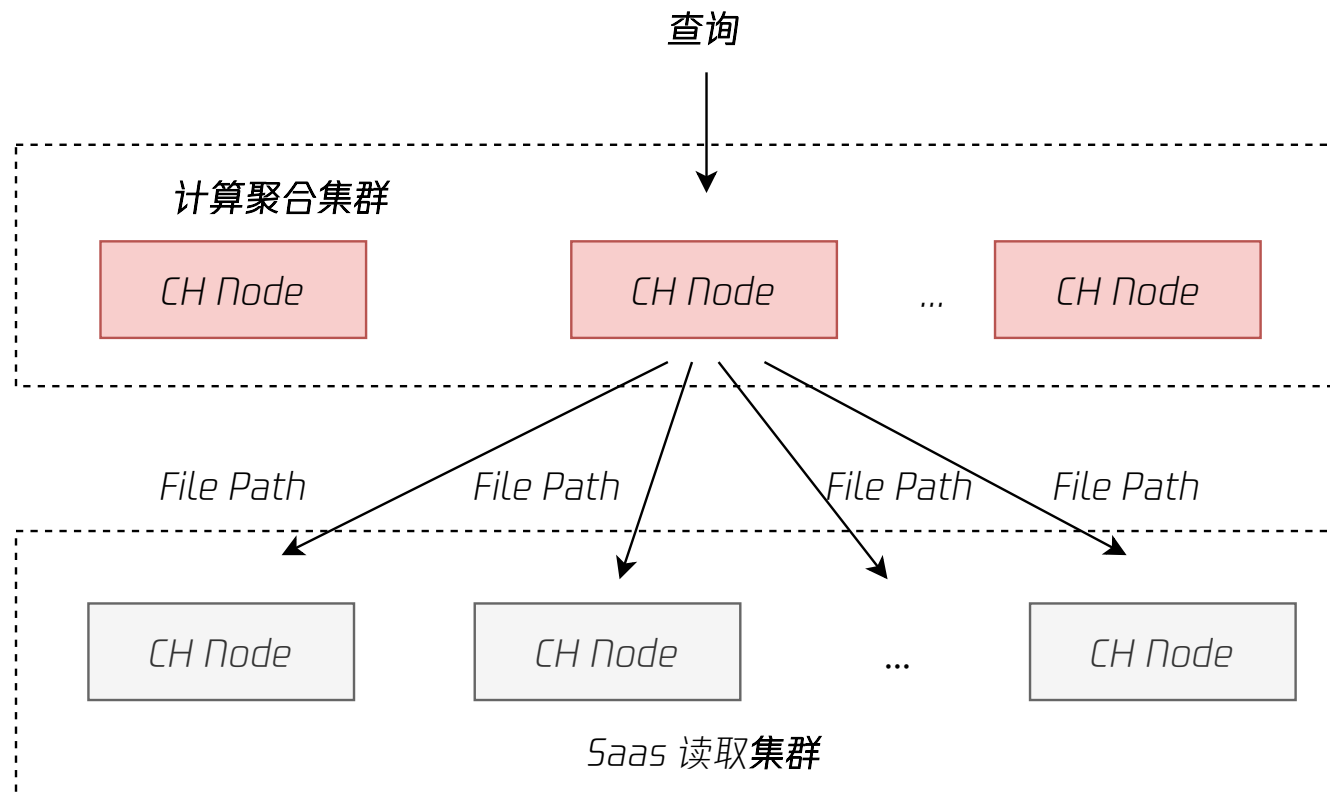 查询
计算聚合集群
CH Node
CH Node
...
CH Node
File Path
File Path
File Path
File Path
CH Node
CH Node
...
CH Node
Saas 读取集群